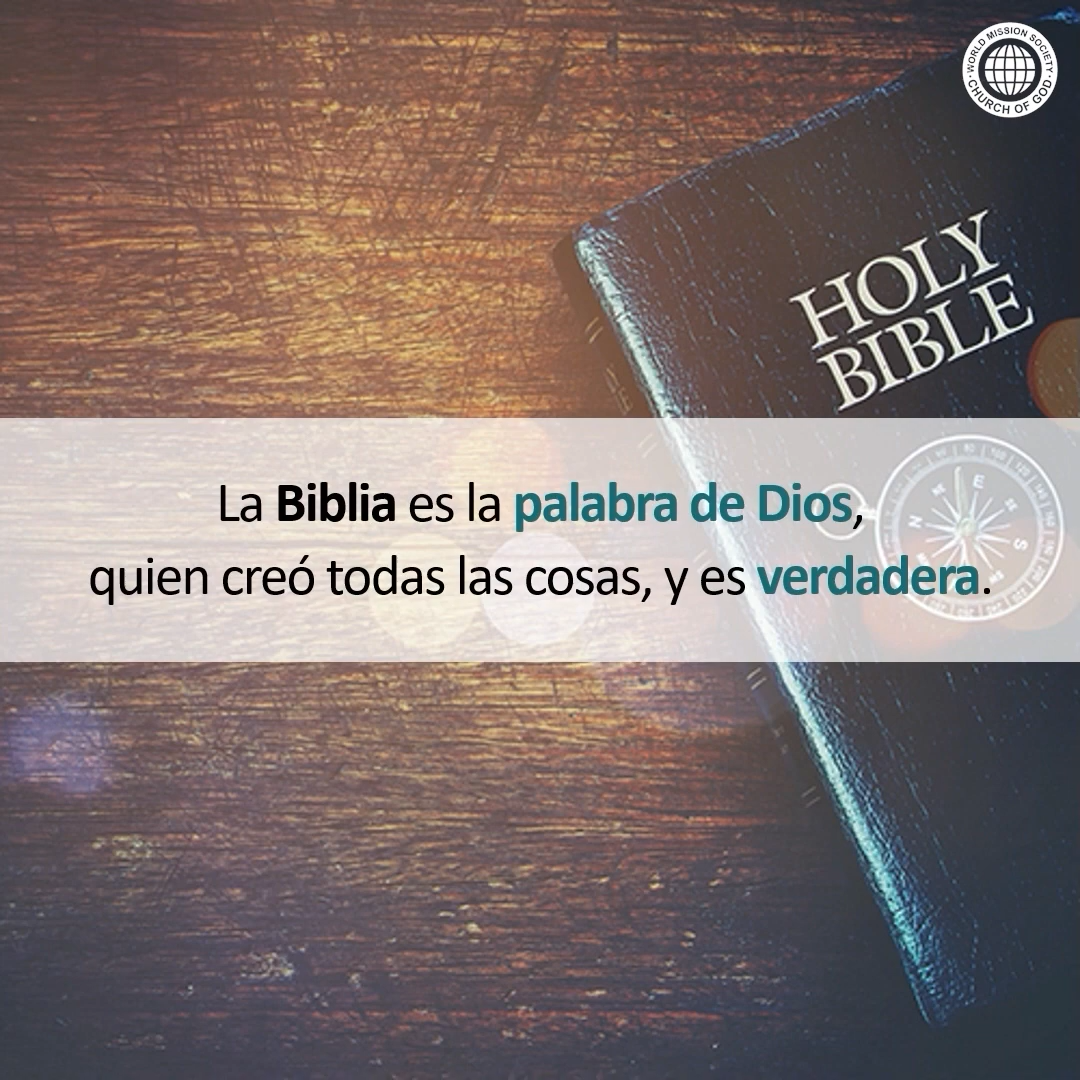 WORLD MISSION SOCIETY
CHURCH OF GOD
HOLY
BIBLE
La Biblia es la palabra de Dios,
quien creó todas las cosas, y es verdadera.
N
E
S